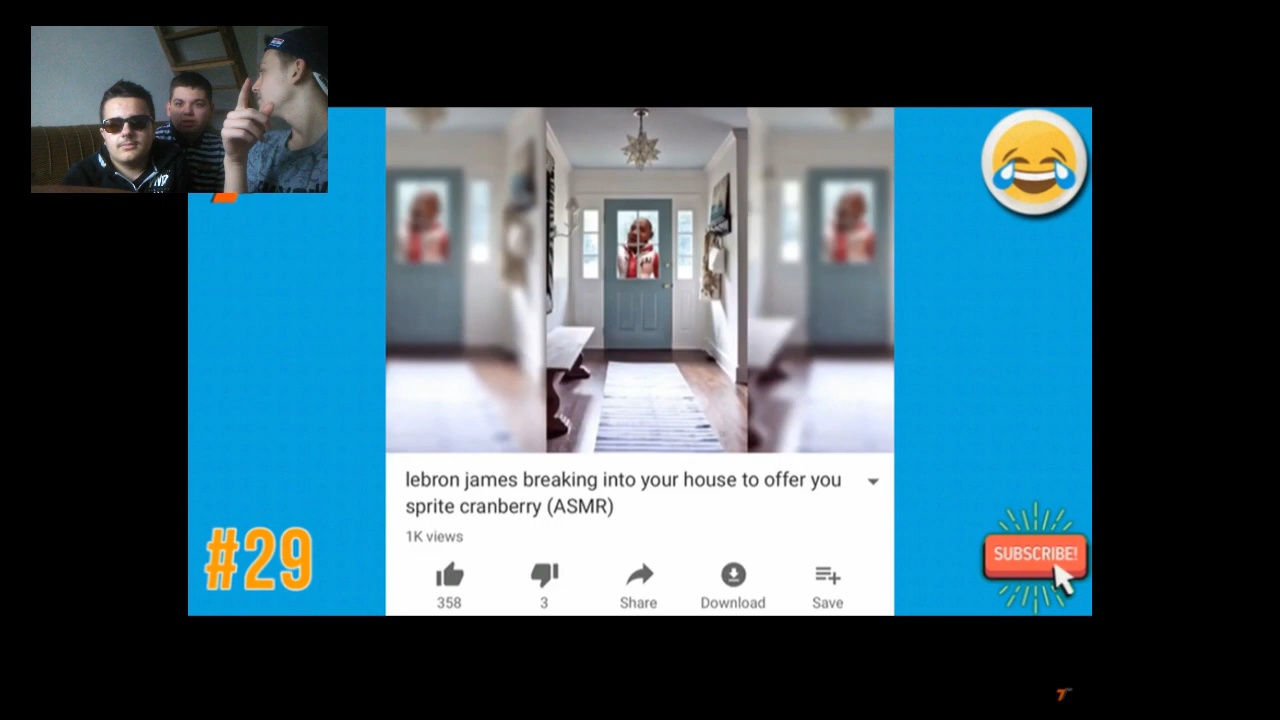 lebron james breaking into your house to offer you
sprite cranberry (ASMR)
1K views
358
3
Share
Download
Save
#29
SUBSCRIBE!